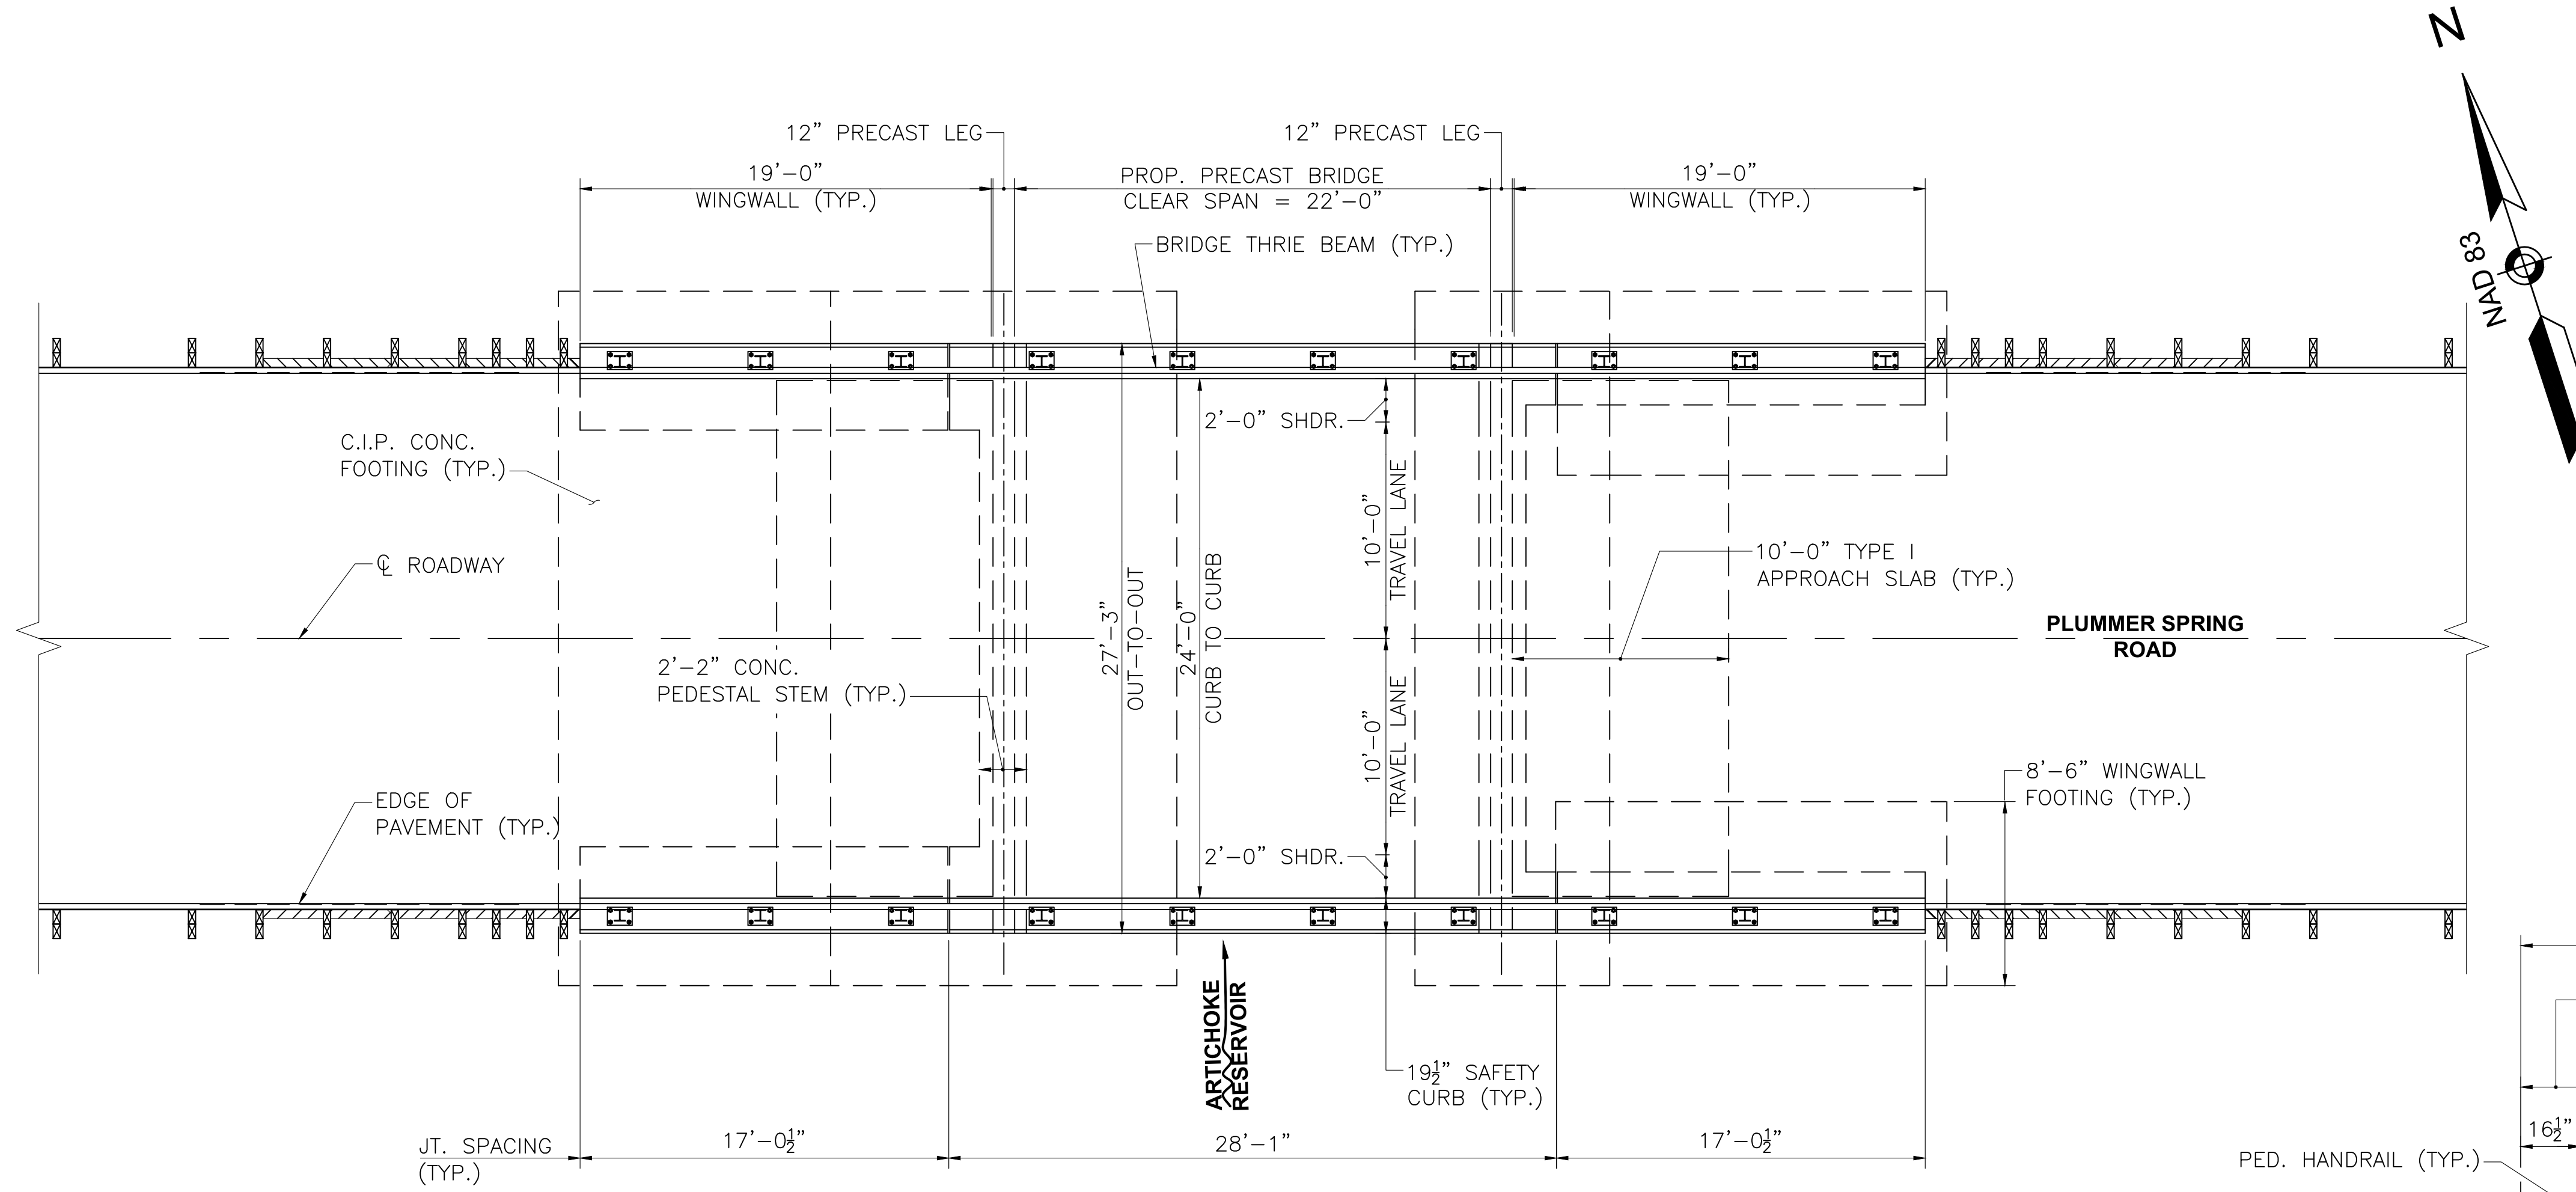 N
NAD 83
12" PRECAST LEG
12" PRECAST LEG
19'-0"
WINGWALL (TYP.)
PROP. PRECAST BRIDGE
CLEAR SPAN = 22'-0"
19'-0"
WINGWALL (TYP.)
BRIDGE THRIE BEAM (TYP.)
2'-0" SHDR.
C.I.P. CONC.
FOOTING (TYP.)
10'-0"
TRAVEL LANE
℄ ROADWAY
10'-0" TYPE I
APPROACH SLAB (TYP.)
27'-3"
OUT-TO-OUT
24'-0"
CURB TO CURB
PLUMMER SPRING
ROAD
2'-2" CONC.
PEDESTAL STEM (TYP.)
10'-0"
TRAVEL LANE
8'-6" WINGWALL
FOOTING (TYP.)
EDGE OF
PAVEMENT (TYP.)
2'-0" SHDR.
ARTICHOKE
RESERVOIR
19½" SAFETY
CURB (TYP.)
JT. SPACING
(TYP.)
17'-0½"
28'-1"
17'-0½"
16½"
PED. HANDRAIL (TYP.)